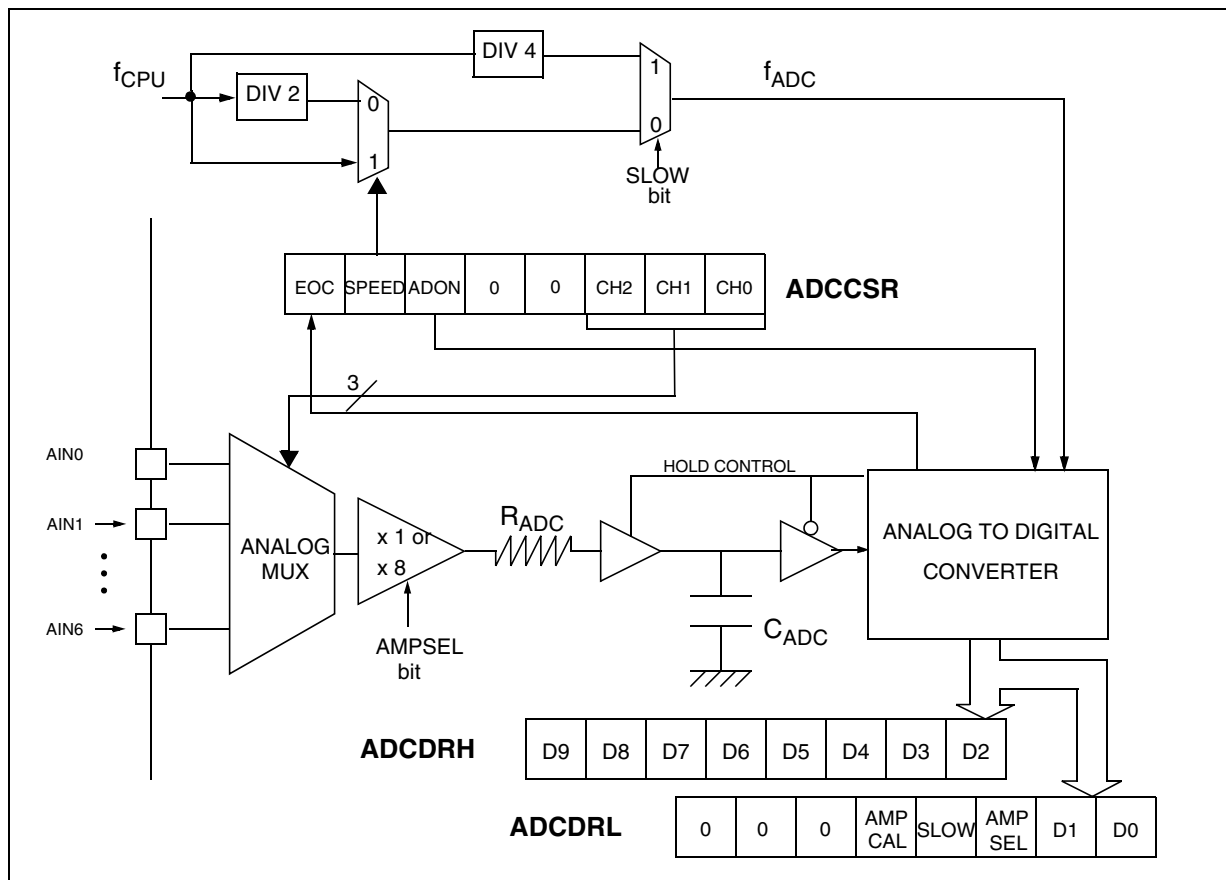 DIV 4
fCPU
DIV 2
0
1
1
0
fADC
SLOW
bit
EOC SPEED ADON 0 0 CH2 CH1 CH0 ADCCSR
3
AIN0
AIN1
AIN6
ANALOG
MUX
x 1 or
x 8
AMPSEL
bit
RADC
HOLD CONTROL
CADC
ANALOG TO DIGITAL
CONVERTER
ADCDRH D9 D8 D7 D6 D5 D4 D3 D2
ADCDRL 0 0 0 AMP CAL SLOW AMP SEL D1 D0